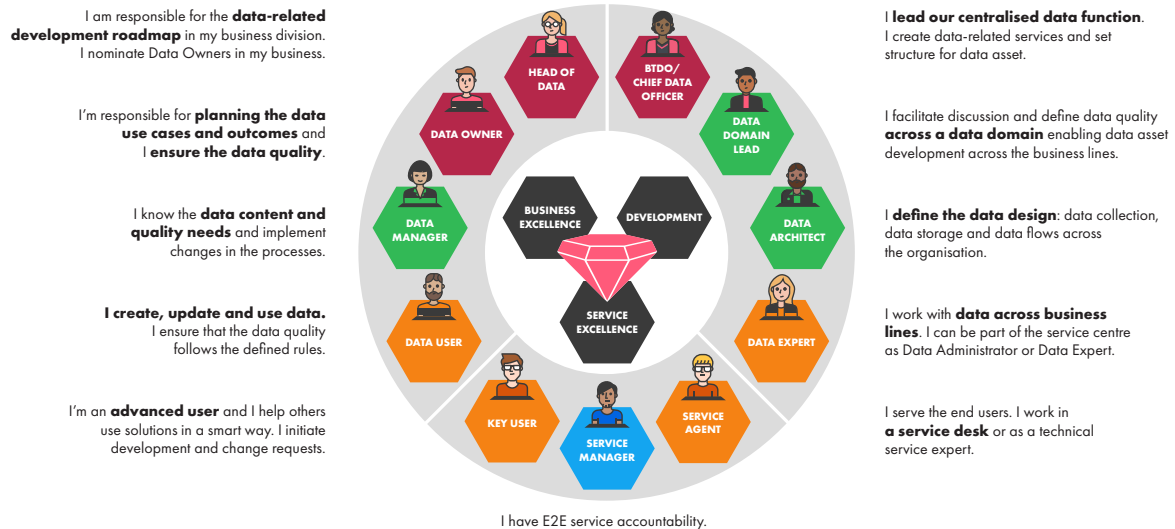 I am responsible for the data-related
development roadmap in my business division.
I nominate Data Owners in my business.
I'm responsible for planning the data
use cases and outcomes and
I ensure the data quality.
I know the data content and
quality needs and implement
changes in the processes.
I create, update and use data.
I ensure that the data quality
follows the defined rules.
I'm an advanced user and I help others
use solutions in a smart way. I initiate
development and change requests.
HEAD OF
DATA
BTDO/
CHIEF DATA
OFFICER
DATA OWNER
DATA
DOMAIN
LEAD
DATA
MANAGER
BUSINESS
EXCELLENCE
DEVELOPMENT
DATA
ARCHITECT
SERVICE
EXCELLENCE
DATA USER
DATA EXPERT
KEY USER
SERVICE
MANAGER
SERVICE
AGENT
I have E2E service accountability.
I lead our centralised data function.
I create data-related services and set
structure for data asset.
I facilitate discussion and define data quality
across a data domain enabling data asset
development across the business lines.
I define the data design: data collection,
data storage and data flows across
the organisation.
I work with data across business
lines. I can be part of the service centre
as Data Administrator or Data Expert.
I serve the end users. I work in
a service desk or as a technical
service expert.